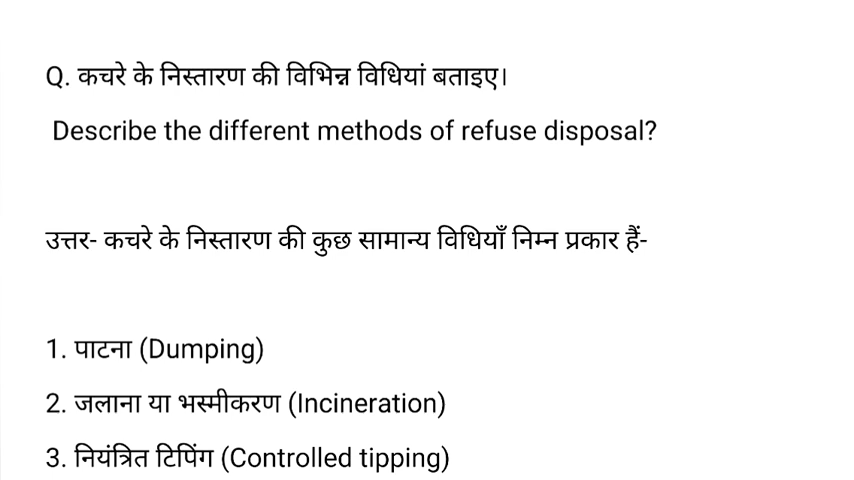 Q. कचरे के निस्तारण की विभिन्न विधियां बताइए।
Describe the different methods of refuse disposal?
उत्तर- कचरे के निस्तारण की कुछ सामान्य विधियाँ निम्न प्रकार हैं-
1. पाटना (Dumping)
2. जलाना या भस्मीकरण (Incineration)
3. नियंत्रित टिपिंग (Controlled tipping)